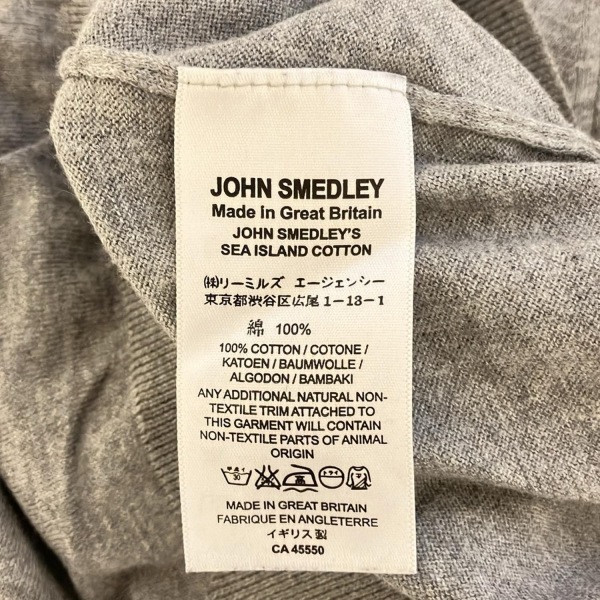 JOHN SMEDLEY
Made in Great Britain
JOHN SMEDLEY'S
SEA ISLAND COTTON
㈱リーミルズ エージェンシー
東京都渋谷区広尾1-13-1
綿 100%
100% COTTON / COTONE /
KATOEN / BAUMWOLLE /
ALGODON / BAMBAKI
ANY ADDITIONAL NATURAL NON-
TEXTILE TRIM ATTACHED TO
THIS GARMENT WILL CONTAIN
NON-TEXTILE PARTS OF ANIMAL
ORIGIN
30 ドライ
MADE IN GREAT BRITAIN
FABRIQUE EN ANGLETERRE
イギリス製
CA 45550